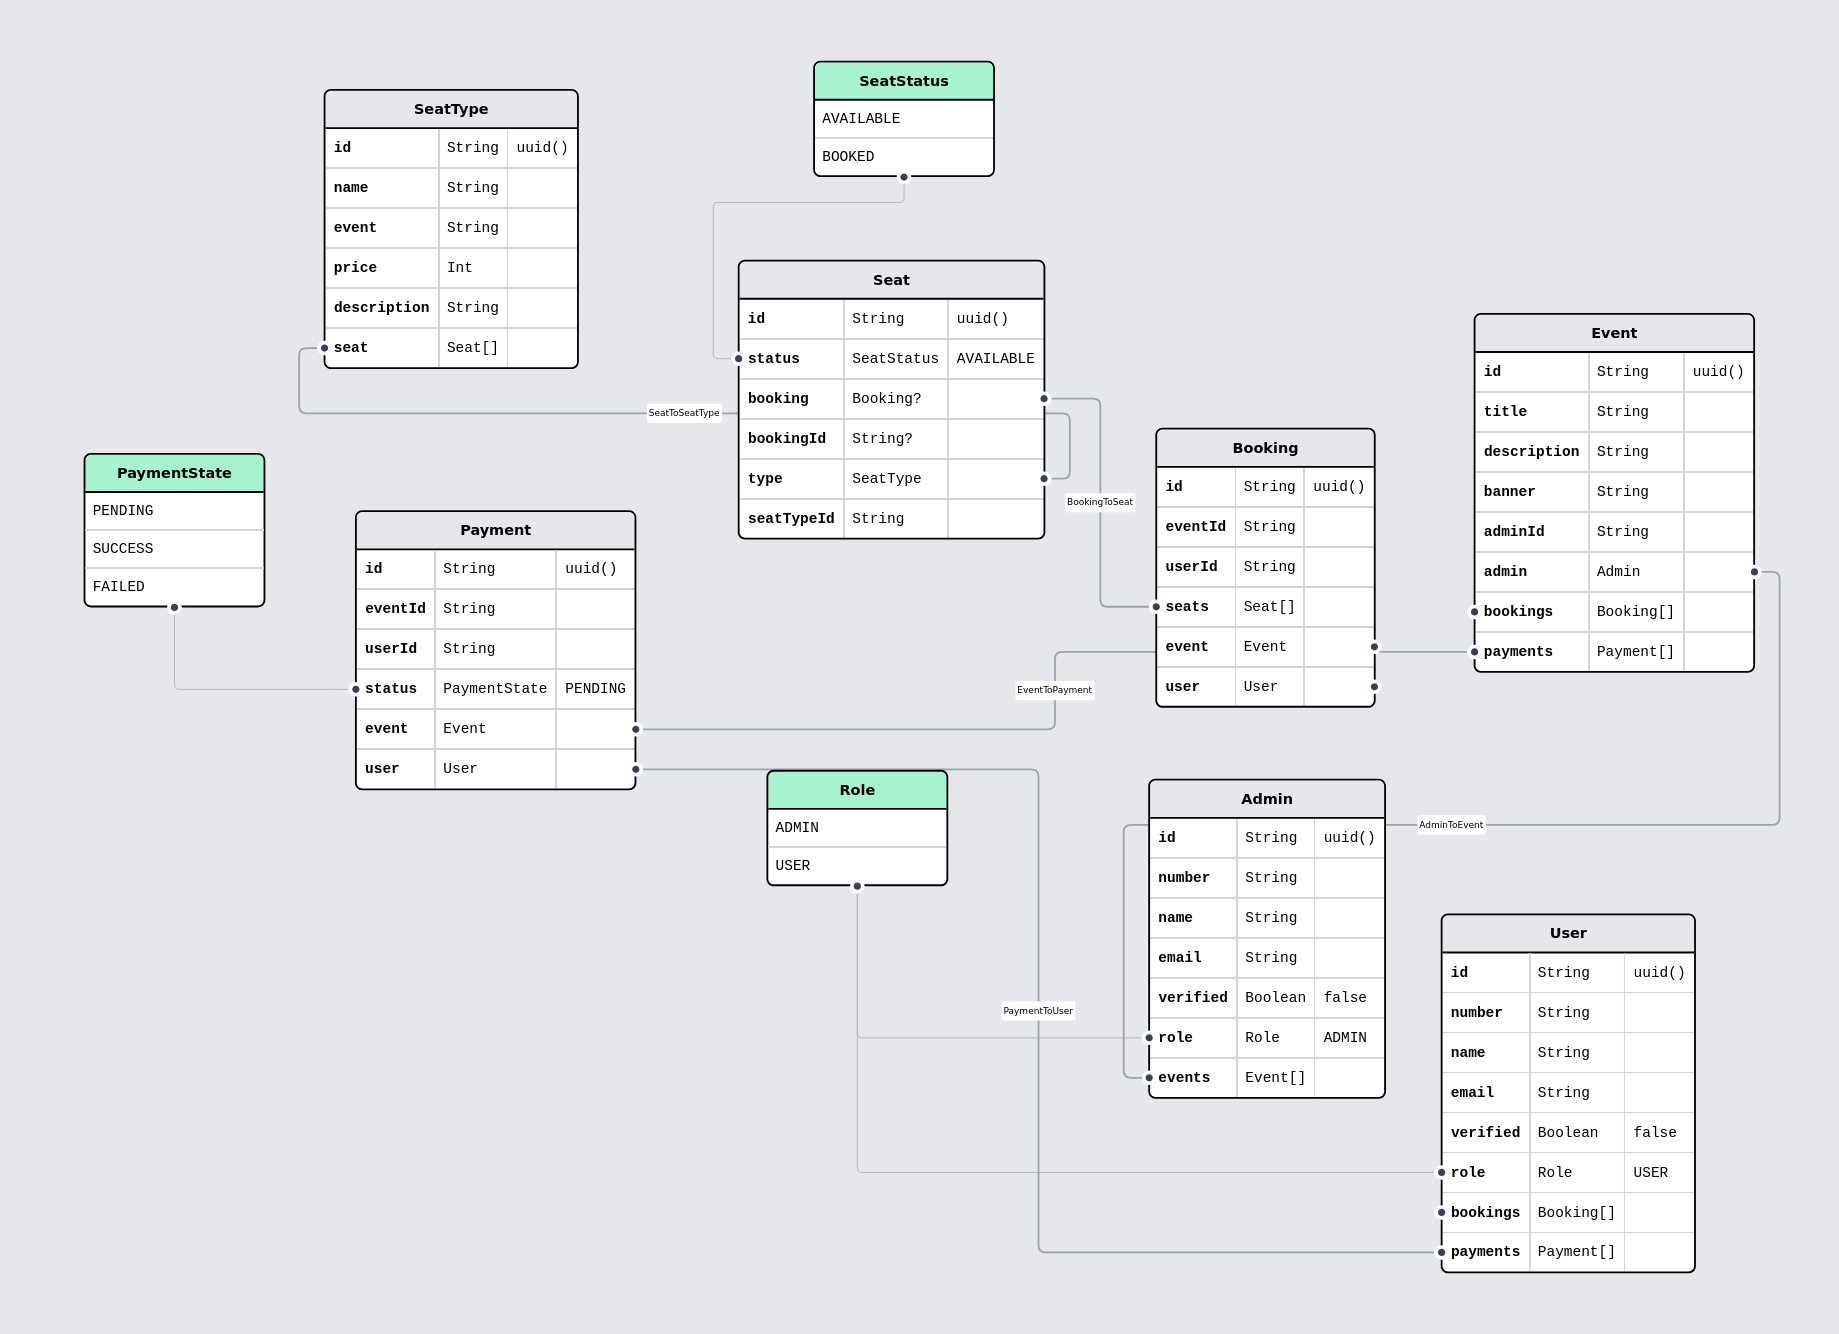 SeatStatus
AVAILABLE
BOOKED
SeatType
id String uuid()
name String
event String
price Int
description String
seat Seat[]
Seat
id String uuid()
status SeatStatus AVAILABLE
booking Booking?
bookingId String?
type SeatType
seatTypeId String
SeatToSeatType
Event
id String uuid()
title String
description String
banner String
adminId String
admin Admin
bookings Booking[]
payments Payment[]
Booking
id String uuid()
eventId String
userId String
seats Seat[]
event Event
user User
BookingToSeat
PaymentState
PENDING
SUCCESS
FAILED
Payment
id String uuid()
eventId String
userId String
status PaymentState PENDING
event Event
user User
EventToPayment
Role
ADMIN
USER
Admin
id String uuid()
number String
name String
email String
verified Boolean false
role Role ADMIN
events Event[]
AdminToEvent
PaymentToUser
User
id String uuid()
number String
name String
email String
verified Boolean false
role Role USER
bookings Booking[]
payments Payment[]